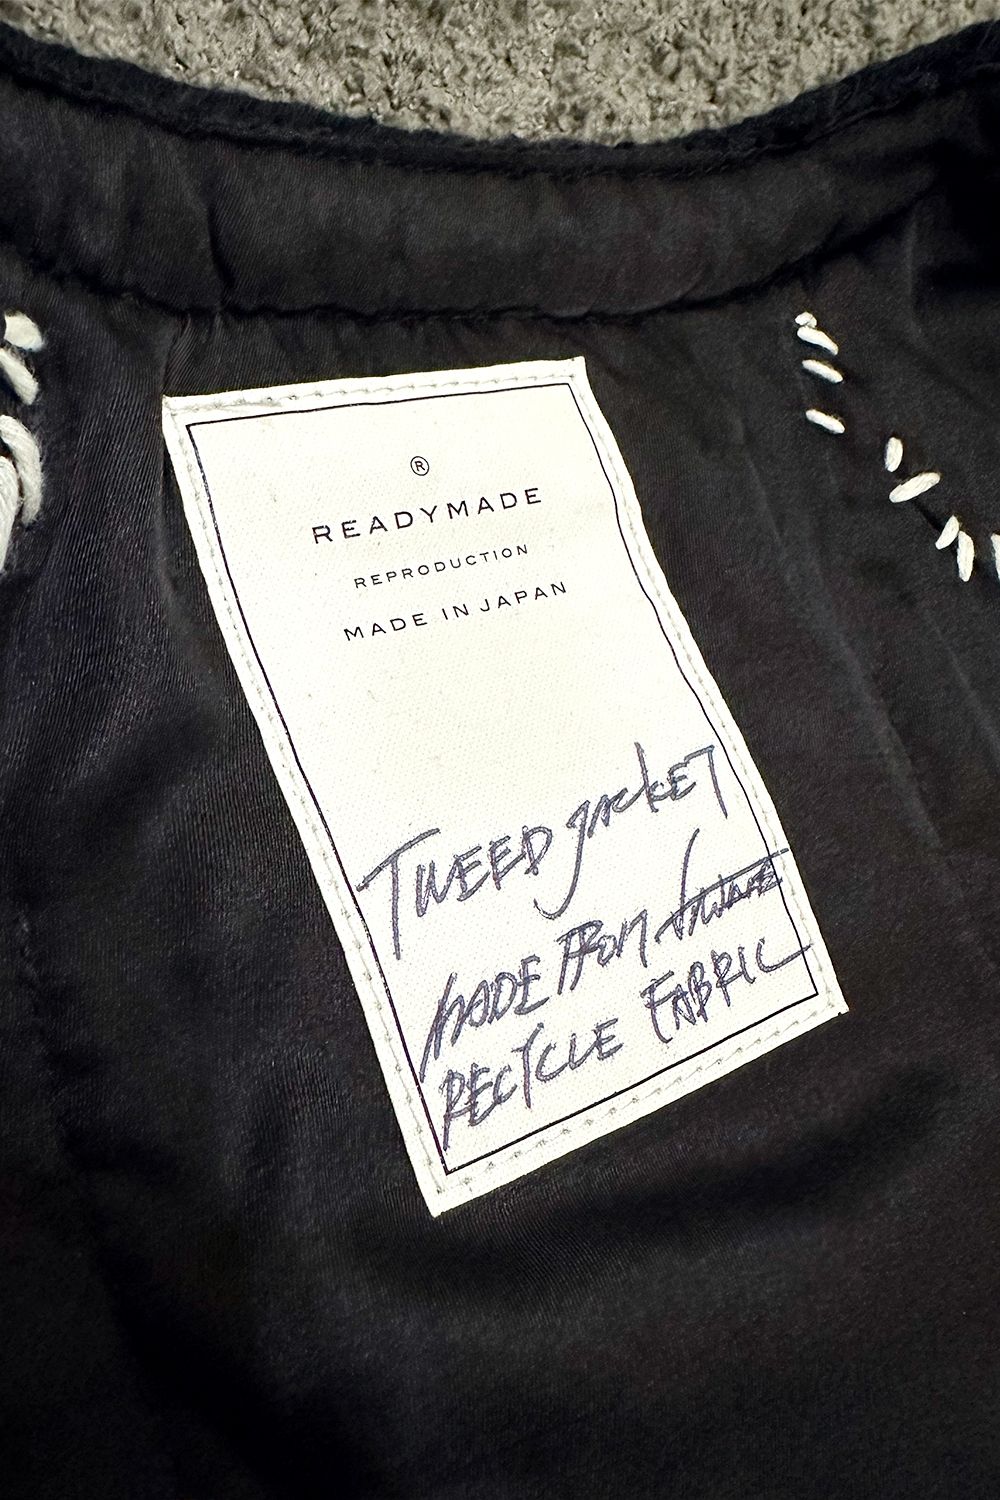 ®
READYMADE
REPRODUCTION
MADE IN JAPAN
TWEED JACKET
MADE FROM
RECYCLE FABRIC